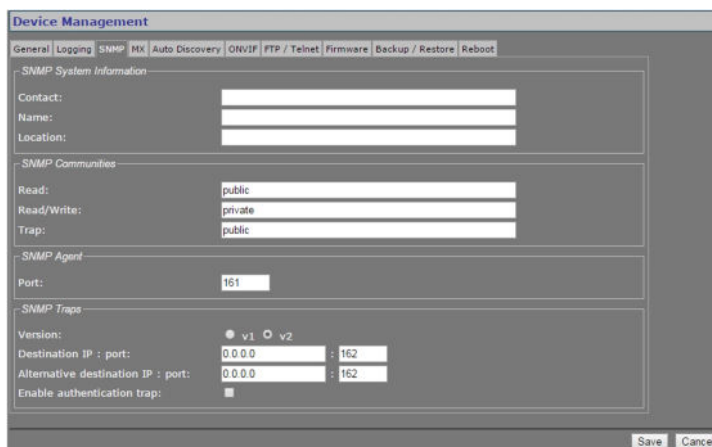 Device Management
General Logging SNMP MX Auto Discovery ONVIF FTP / Telnet Firmware Backup / Restore Reboot
SNMP System Information
Contact:
Name:
Location:
SNMP Communities
Read: public
Read/Write: private
Trap: public
SNMP Agent
Port: 161
SNMP Traps
Version: v1 v2
Destination IP : port: 0.0.0.0 : 162
Alternative destination IP : port: 0.0.0.0 : 162
Enable authentication trap:
Save Cance